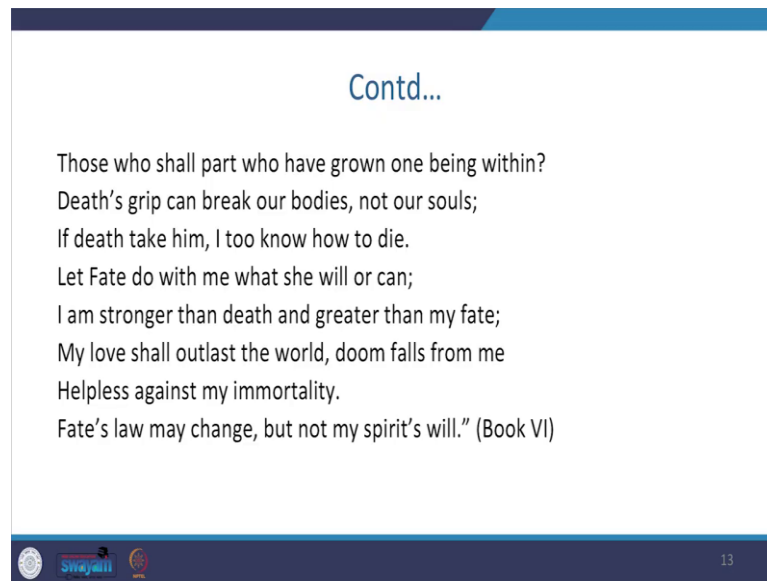 Contd...
Those who shall part who have grown one being within?
Death's grip can break our bodies, not our souls;
If death take him, I too know how to die.
Let Fate do with me what she will or can;
I am stronger than death and greater than my fate;
My love shall outlast the world, doom falls from me
Helpless against my immortality.
Fate's law may change, but not my spirit's will." (Book VI)
swayam
13